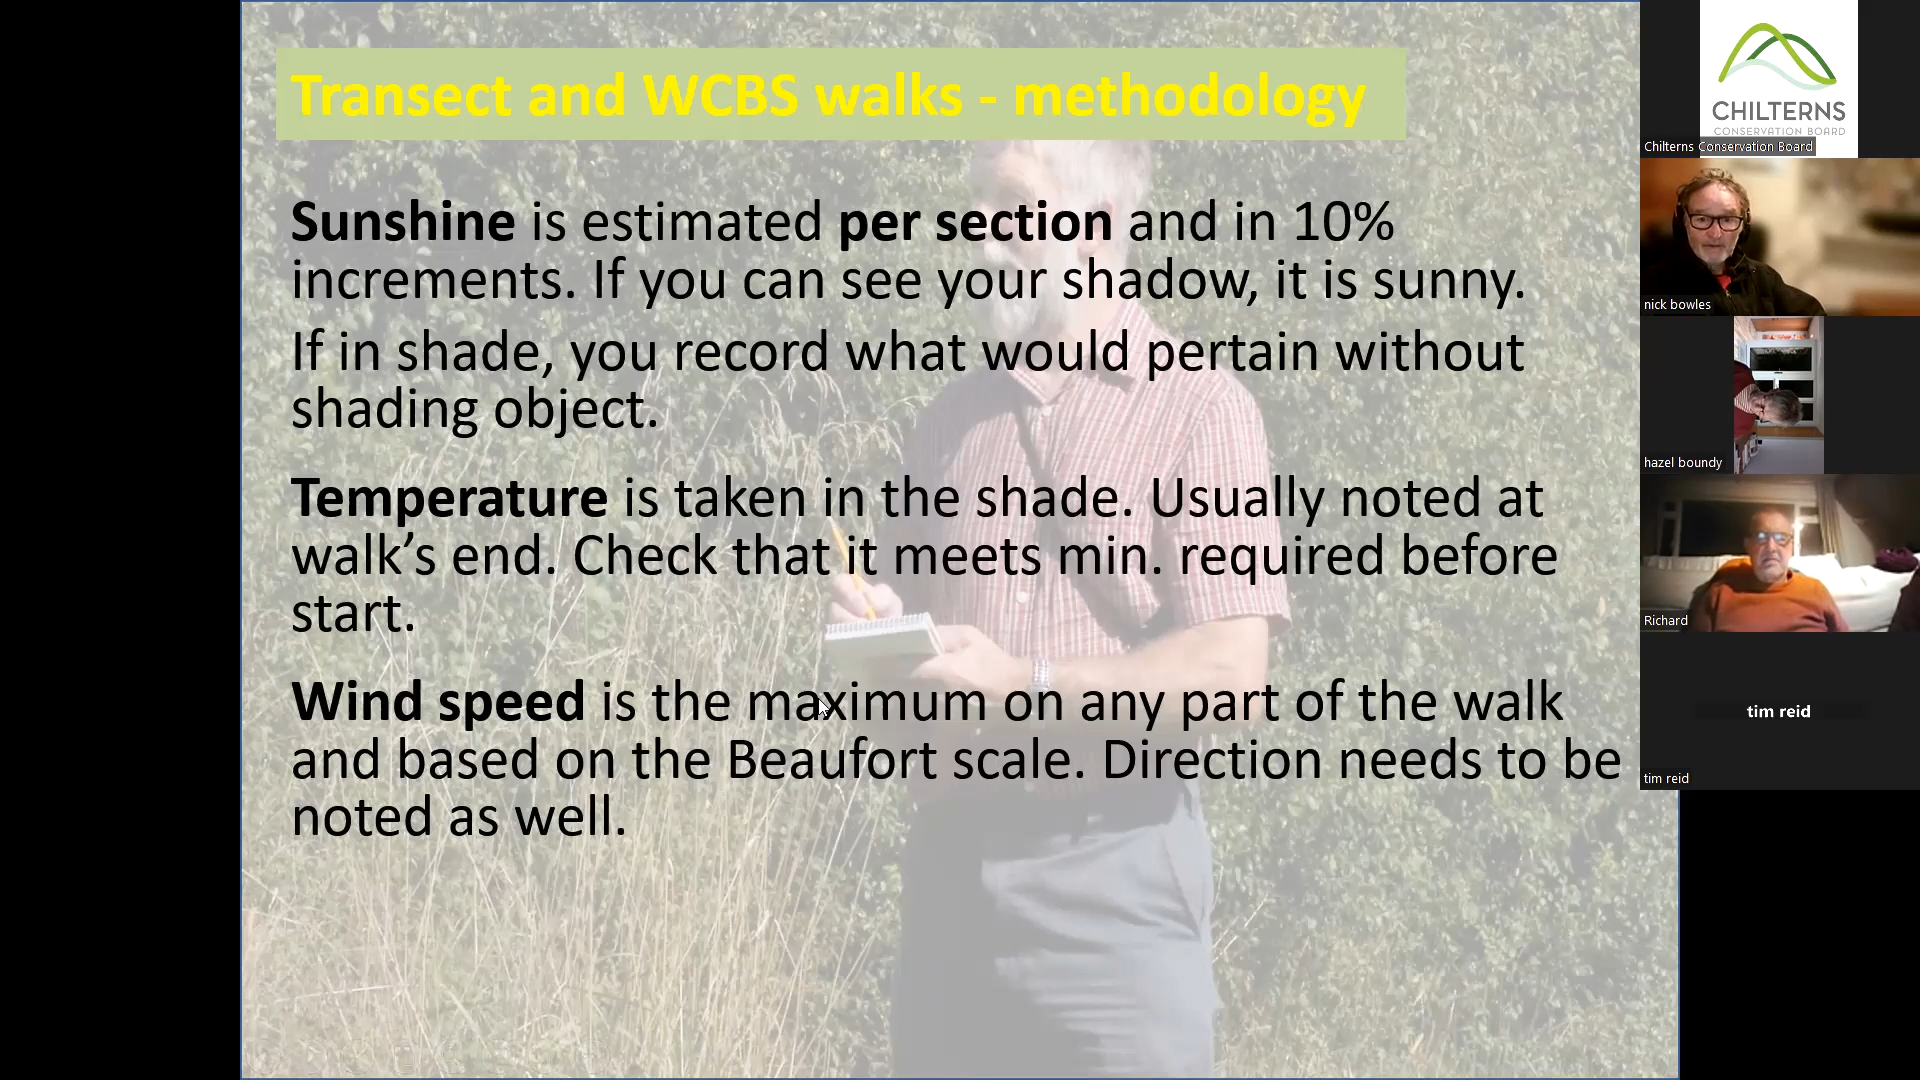 Transect and WCBS walks - methodology
Sunshine is estimated per section and in 10%
increments. If you can see your shadow, it is sunny.
If in shade, you record what would pertain without
shading object.
Temperature is taken in the shade. Usually noted at
walk’s end. Check that it meets min. required before
start.
Wind speed is the maximum on any part of the walk
and based on the Beaufort scale. Direction needs to be
noted as well.
CHILTERNS
CONSERVATION BOARD
Chilterns Conservation Board
nick bowles
hazel boundy
Richard
tim reid
tim reid